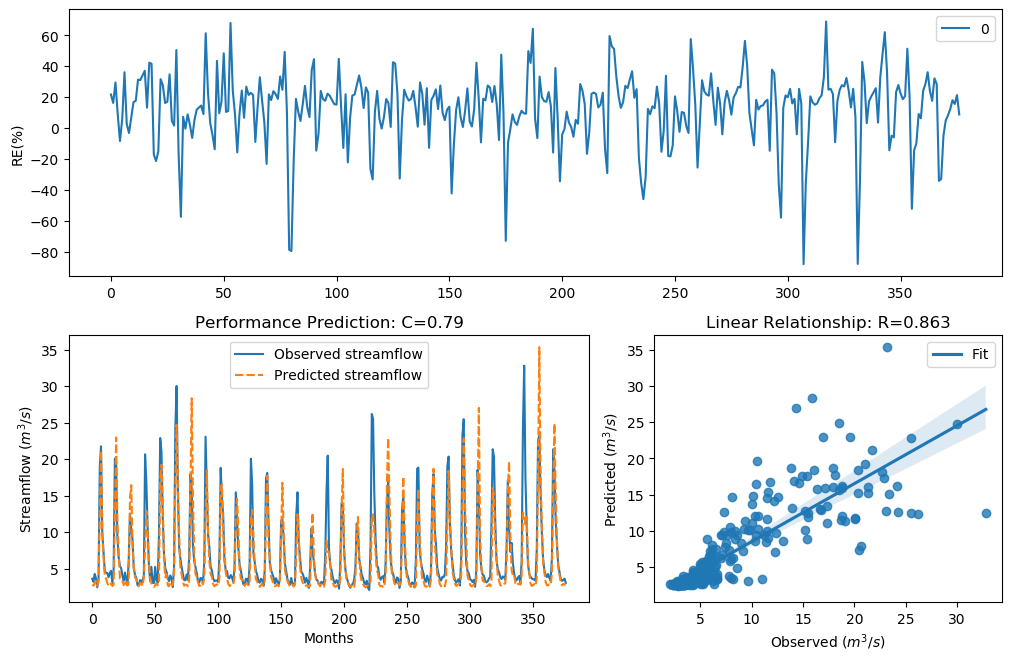 RE(%)
60
40
20
0
−20
−40
−60
−80
0
0 50 100 150 200 250 300 350
Performance Prediction: C=0.79
Streamflow (m³/s)
35
30
25
20
15
10
5
Observed streamflow
Predicted streamflow
0 50 100 150 200 250 300 350
Months
Linear Relationship: R=0.863
Predicted (m³/s)
35
30
25
20
15
10
5
Fit
5 10 15 20 25 30
Observed (m³/s)